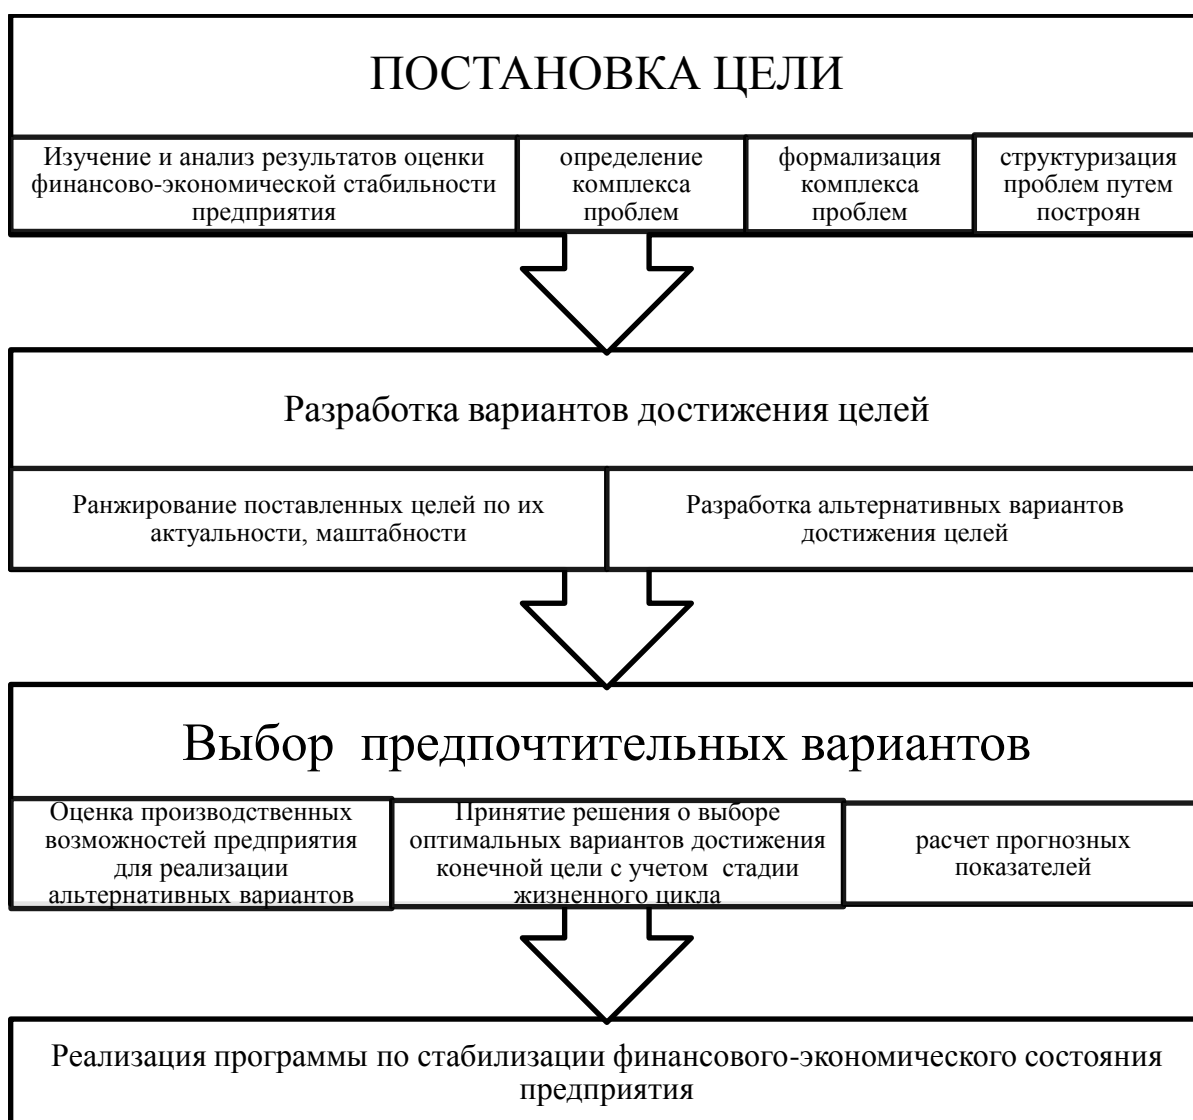 ПОСТАНОВКА ЦЕЛИ
Изучение и анализ результатов оценки
финансово-экономической стабильности
предприятия
определение
комплекса
проблем
формализация
комплекса
проблем
структуризация
проблем путем
построян
Разработка вариантов достижения целей
Ранжирование поставленных целей по их
актуальности, маштабности
Разработка альтернативных вариантов
достижения целей
Выбор предпочтительных вариантов
Оценка производственных
возможностей предприятия
для реализации
альтернативных вариантов
Принятие решения о выборе
оптимальных вариантов достижения
конечной цели с учетом стадии
жизненного цикла
расчет прогнозных
показателей
Реализация программы по стабилизации финансового-экономического состояния
предприятия